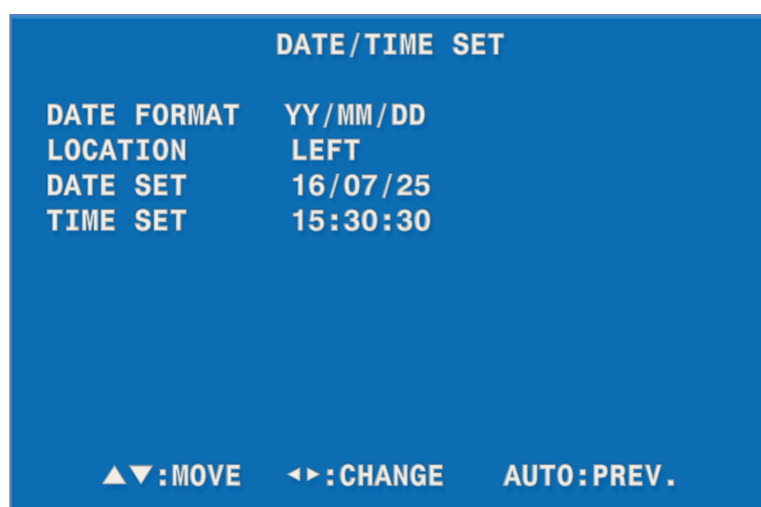 DATE/TIME SET
DATE FORMAT YY/MM/DD
LOCATION LEFT
DATE SET 16/07/25
TIME SET 15:30:30
▲▼:MOVE ◄►:CHANGE AUTO:PREV.